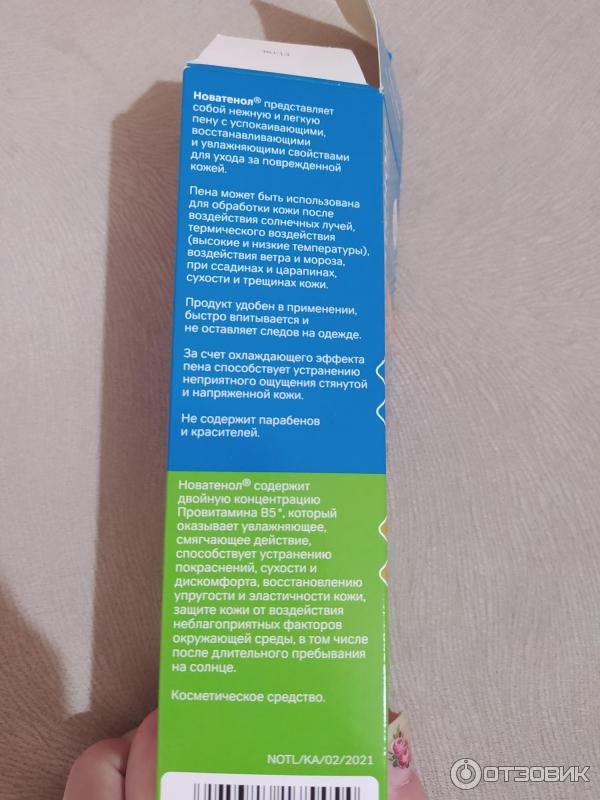 Новатенол® представляет
собой нежную и легкую
пену с успокаивающими,
восстанавливающими
и увлажняющими свойствами
для ухода за поврежденной
кожей.
Пена может быть использована
для обработки кожи после
воздействия солнечных лучей,
термического воздействия
(высокие и низкие температуры),
воздействия ветра и мороза,
при ссадинах и царапинах,
сухости и трещинах кожи.
Продукт удобен в применении,
быстро впитывается и
не оставляет следов на одежде.
За счет охлаждающего эффекта
пена способствует устранению
неприятного ощущения стянутой
и напряженной кожи.
Не содержит парабенов
и красителей.
Новатенол® содержит
двойную концентрацию
Провитамина B5*, который
оказывает увлажняющее,
смягчающее действие,
способствует устранению
покраснений, сухости и
дискомфорта, восстановлению
упругости и эластичности кожи,
защите кожи от воздействия
неблагоприятных факторов
окружающей среды, в том числе
после длительного пребывания
на солнце.
Косметическое средство.
NOTL/KA/02/2021
ОТЗОВИК